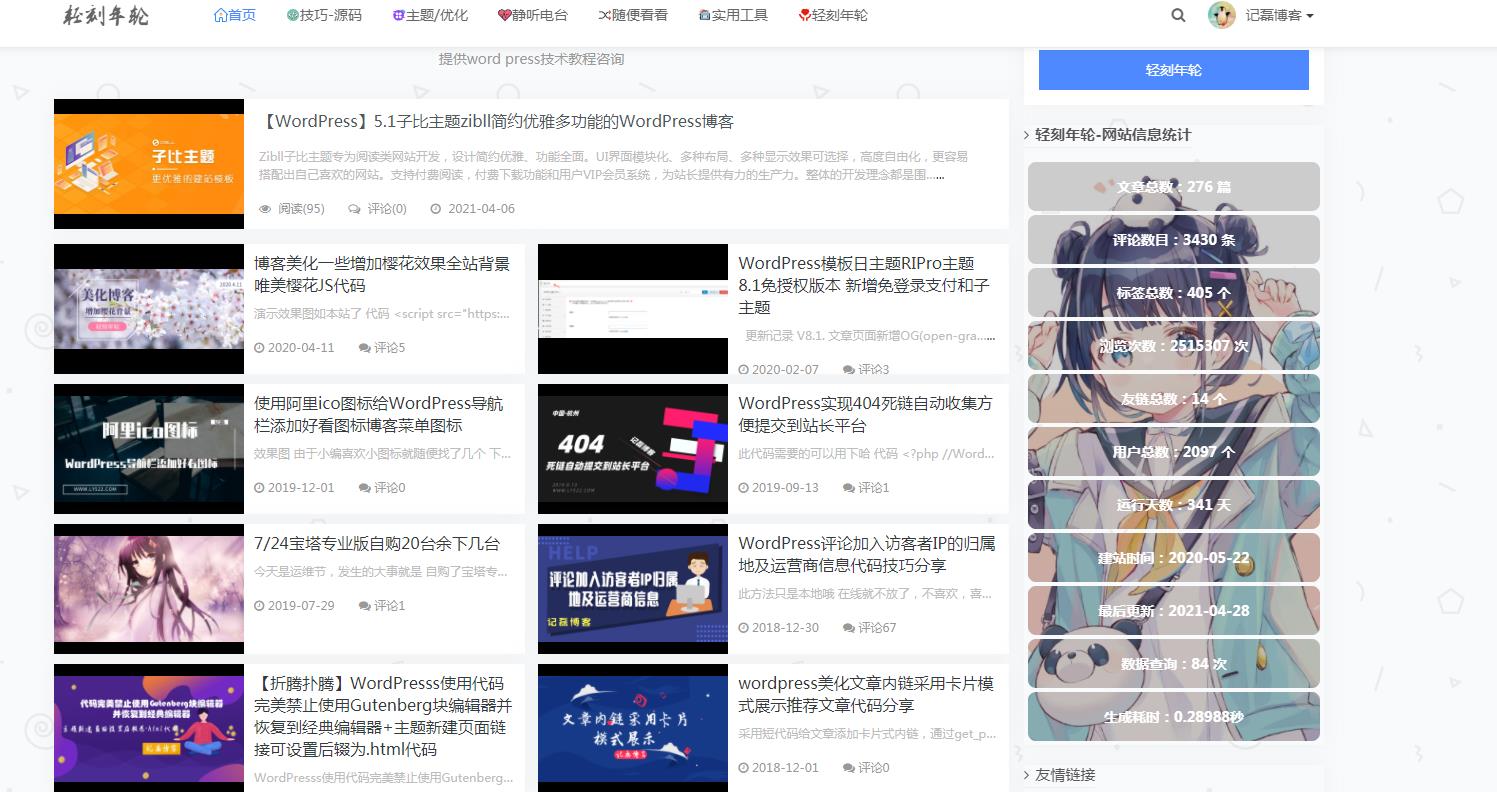 轻刻年轮
首页 技巧-源码 主题/优化 静听电台 随便看看 实用工具 轻刻年轮 记磊博客
提供word press技术教程咨询
子比主题
更优雅的建站模板
【WordPress】5.1子比主题zibll简约优雅多功能的WordPress博客
Zibll子比主题专为阅读类网站开发，设计简约优雅、功能全面。UI界面模块化、多种布局、多种显示效果可选择，高度自由化，更容易
搭配出自己喜欢的网站。支持付费阅读，付费下载功能和用户VIP会员系统，为站长提供有力的生产力。整体的开发理念都是围......
阅读(95) 评论(0) 2021-04-06
2020.4.11
美化博客
增加樱花背景
博客美化一些增加樱花效果全站背景
唯美樱花JS代码
演示效果图如本站了 代码 <script src="https:...
2020-04-11 评论5
WordPress模板日主题RIPro主题
8.1免授权版本 新增免登录支付和子
主题
更新记录 V8.1. 文章页面新增OG(open-gra......
2020-02-07 评论3
阿里ico图标
WordPress导航栏添加好看图标
WWW.LYS22.COM
使用阿里ico图标给WordPress导航
栏添加好看图标博客菜单图标
效果图 由于小编喜欢小图标就随便找了几个 下...
2019-12-01 评论0
中国-杭州
404
记磊博客
死链自动提交到站长平台
2019.9.13
WWW.LYS22.COM
WordPress实现404死链自动收集方
便提交到站长平台
此代码需要的可以用下哈 代码 <?php //Word...
2019-09-13 评论1
7/24宝塔专业版自购20台余下几台
今天是运维节，发生的大事就是 自购了宝塔专...
2019-07-29 评论1
HELP
评论加入访客者IP归属
地及运营商信息
记磊博客
WordPress评论加入访客者IP的归属
地及运营商信息代码技巧分享
此方法只是本地哦 在线就不放了，不喜欢，喜...
2018-12-30 评论67
代码完美禁止使用Gutenberg块编辑器
并恢复到经典编辑器
记磊博客
【折腾扑腾】WordPresss使用代码
完美禁止使用Gutenberg块编辑器并
恢复到经典编辑器+主题新建页面链
接可设置后辍为.html代码
WordPresss使用代码完美禁止使用Gutenberg...
文章内链采用卡片
模式展示
记磊博客
wordpress美化文章内链采用卡片模
式展示推荐文章代码分享
采用短代码给文章添加卡片式内链，通过get_p...
2018-12-01 评论0
轻刻年轮
轻刻年轮-网站信息统计
文章总数：276 篇
评论数目：3430 条
标签总数：405 个
浏览次数：2515307 次
友链总数：14 个
用户总数：2097 个
运行天数：341 天
建站时间：2020-05-22
最后更新：2021-04-28
数据查询：84 次
生成耗时：0.28988秒
友情链接